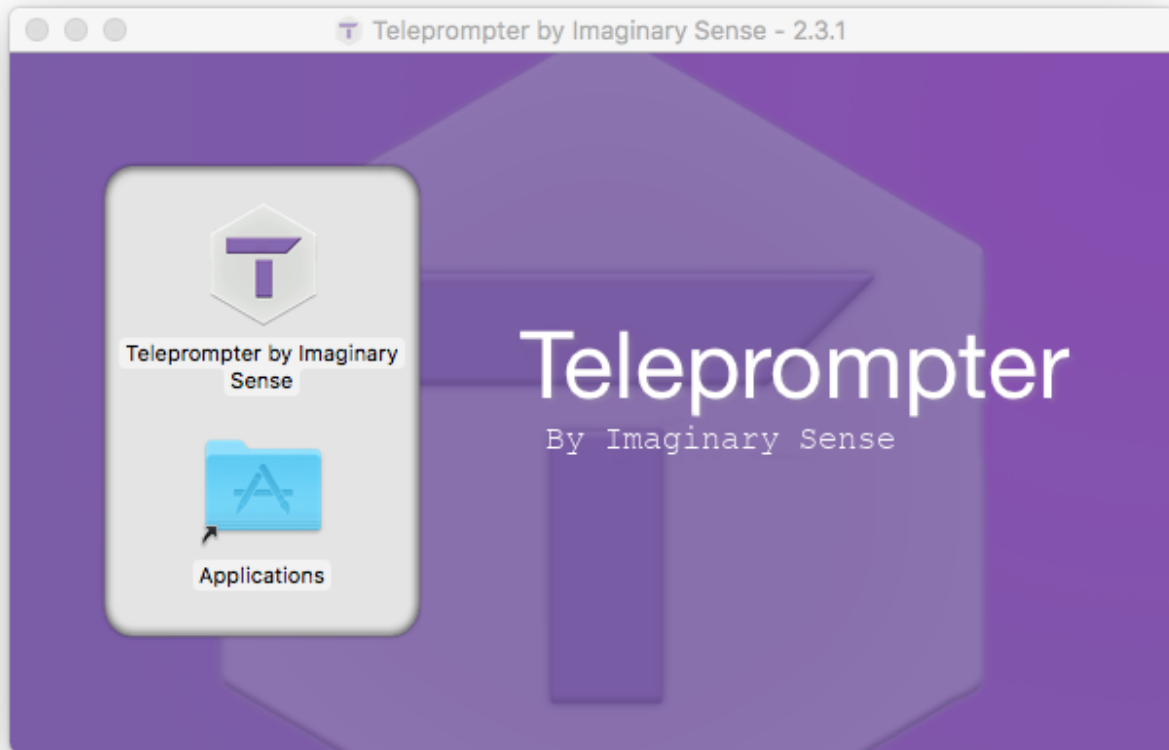 Teleprompter by Imaginary Sense - 2.3.1
Teleprompter by Imaginary
Sense
Applications
Teleprompter
By Imaginary Sense